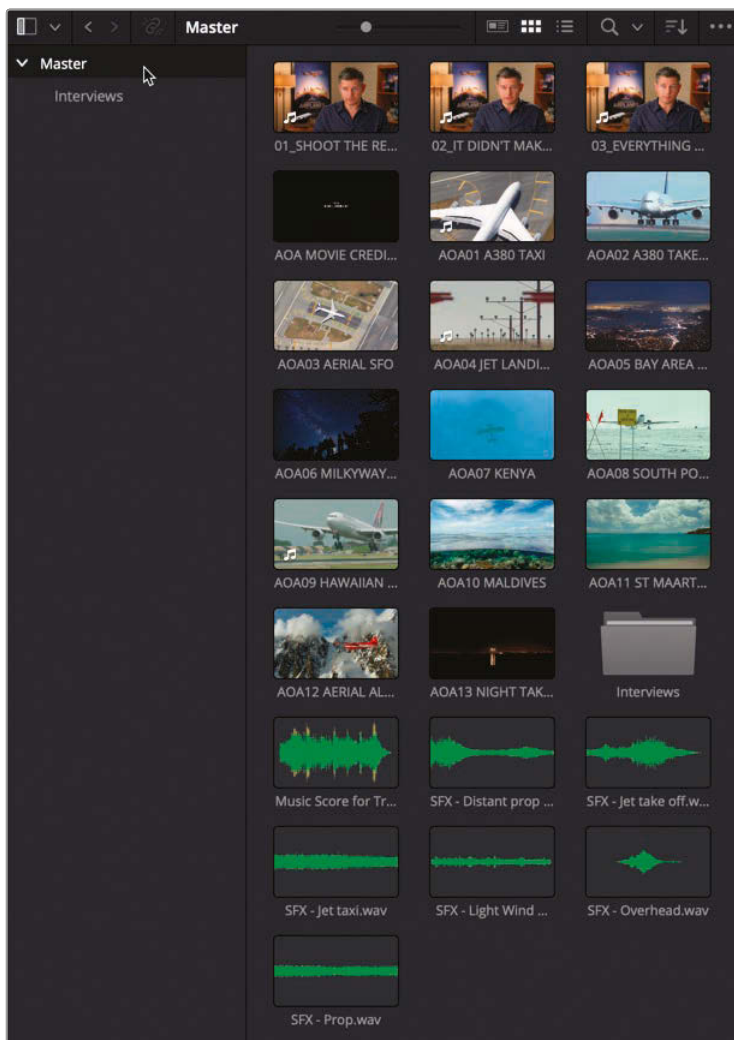 Master
Master
Interviews
01_SHOOT THE RE...
02_IT DIDN'T MAK...
03_EVERYTHING ...
AOA MOVIE CREDI...
AOA01 A380 TAXI
AOA02 A380 TAKE...
AOA03 AERIAL SFO
AOA04 JET LANDI...
AOA05 BAY AREA ...
AOA06 MILKYWAY...
AOA07 KENYA
AOA08 SOUTH PO...
AOA09 HAWAIIAN ...
AOA10 MALDIVES
AOA11 ST MAART...
AOA12 AERIAL AL...
AOA13 NIGHT TAK...
Interviews
Music Score for Tr...
SFX - Distant prop ...
SFX - Jet take off.w...
SFX - Jet taxi.wav
SFX - Light Wind ...
SFX - Overhead.wav
SFX - Prop.wav